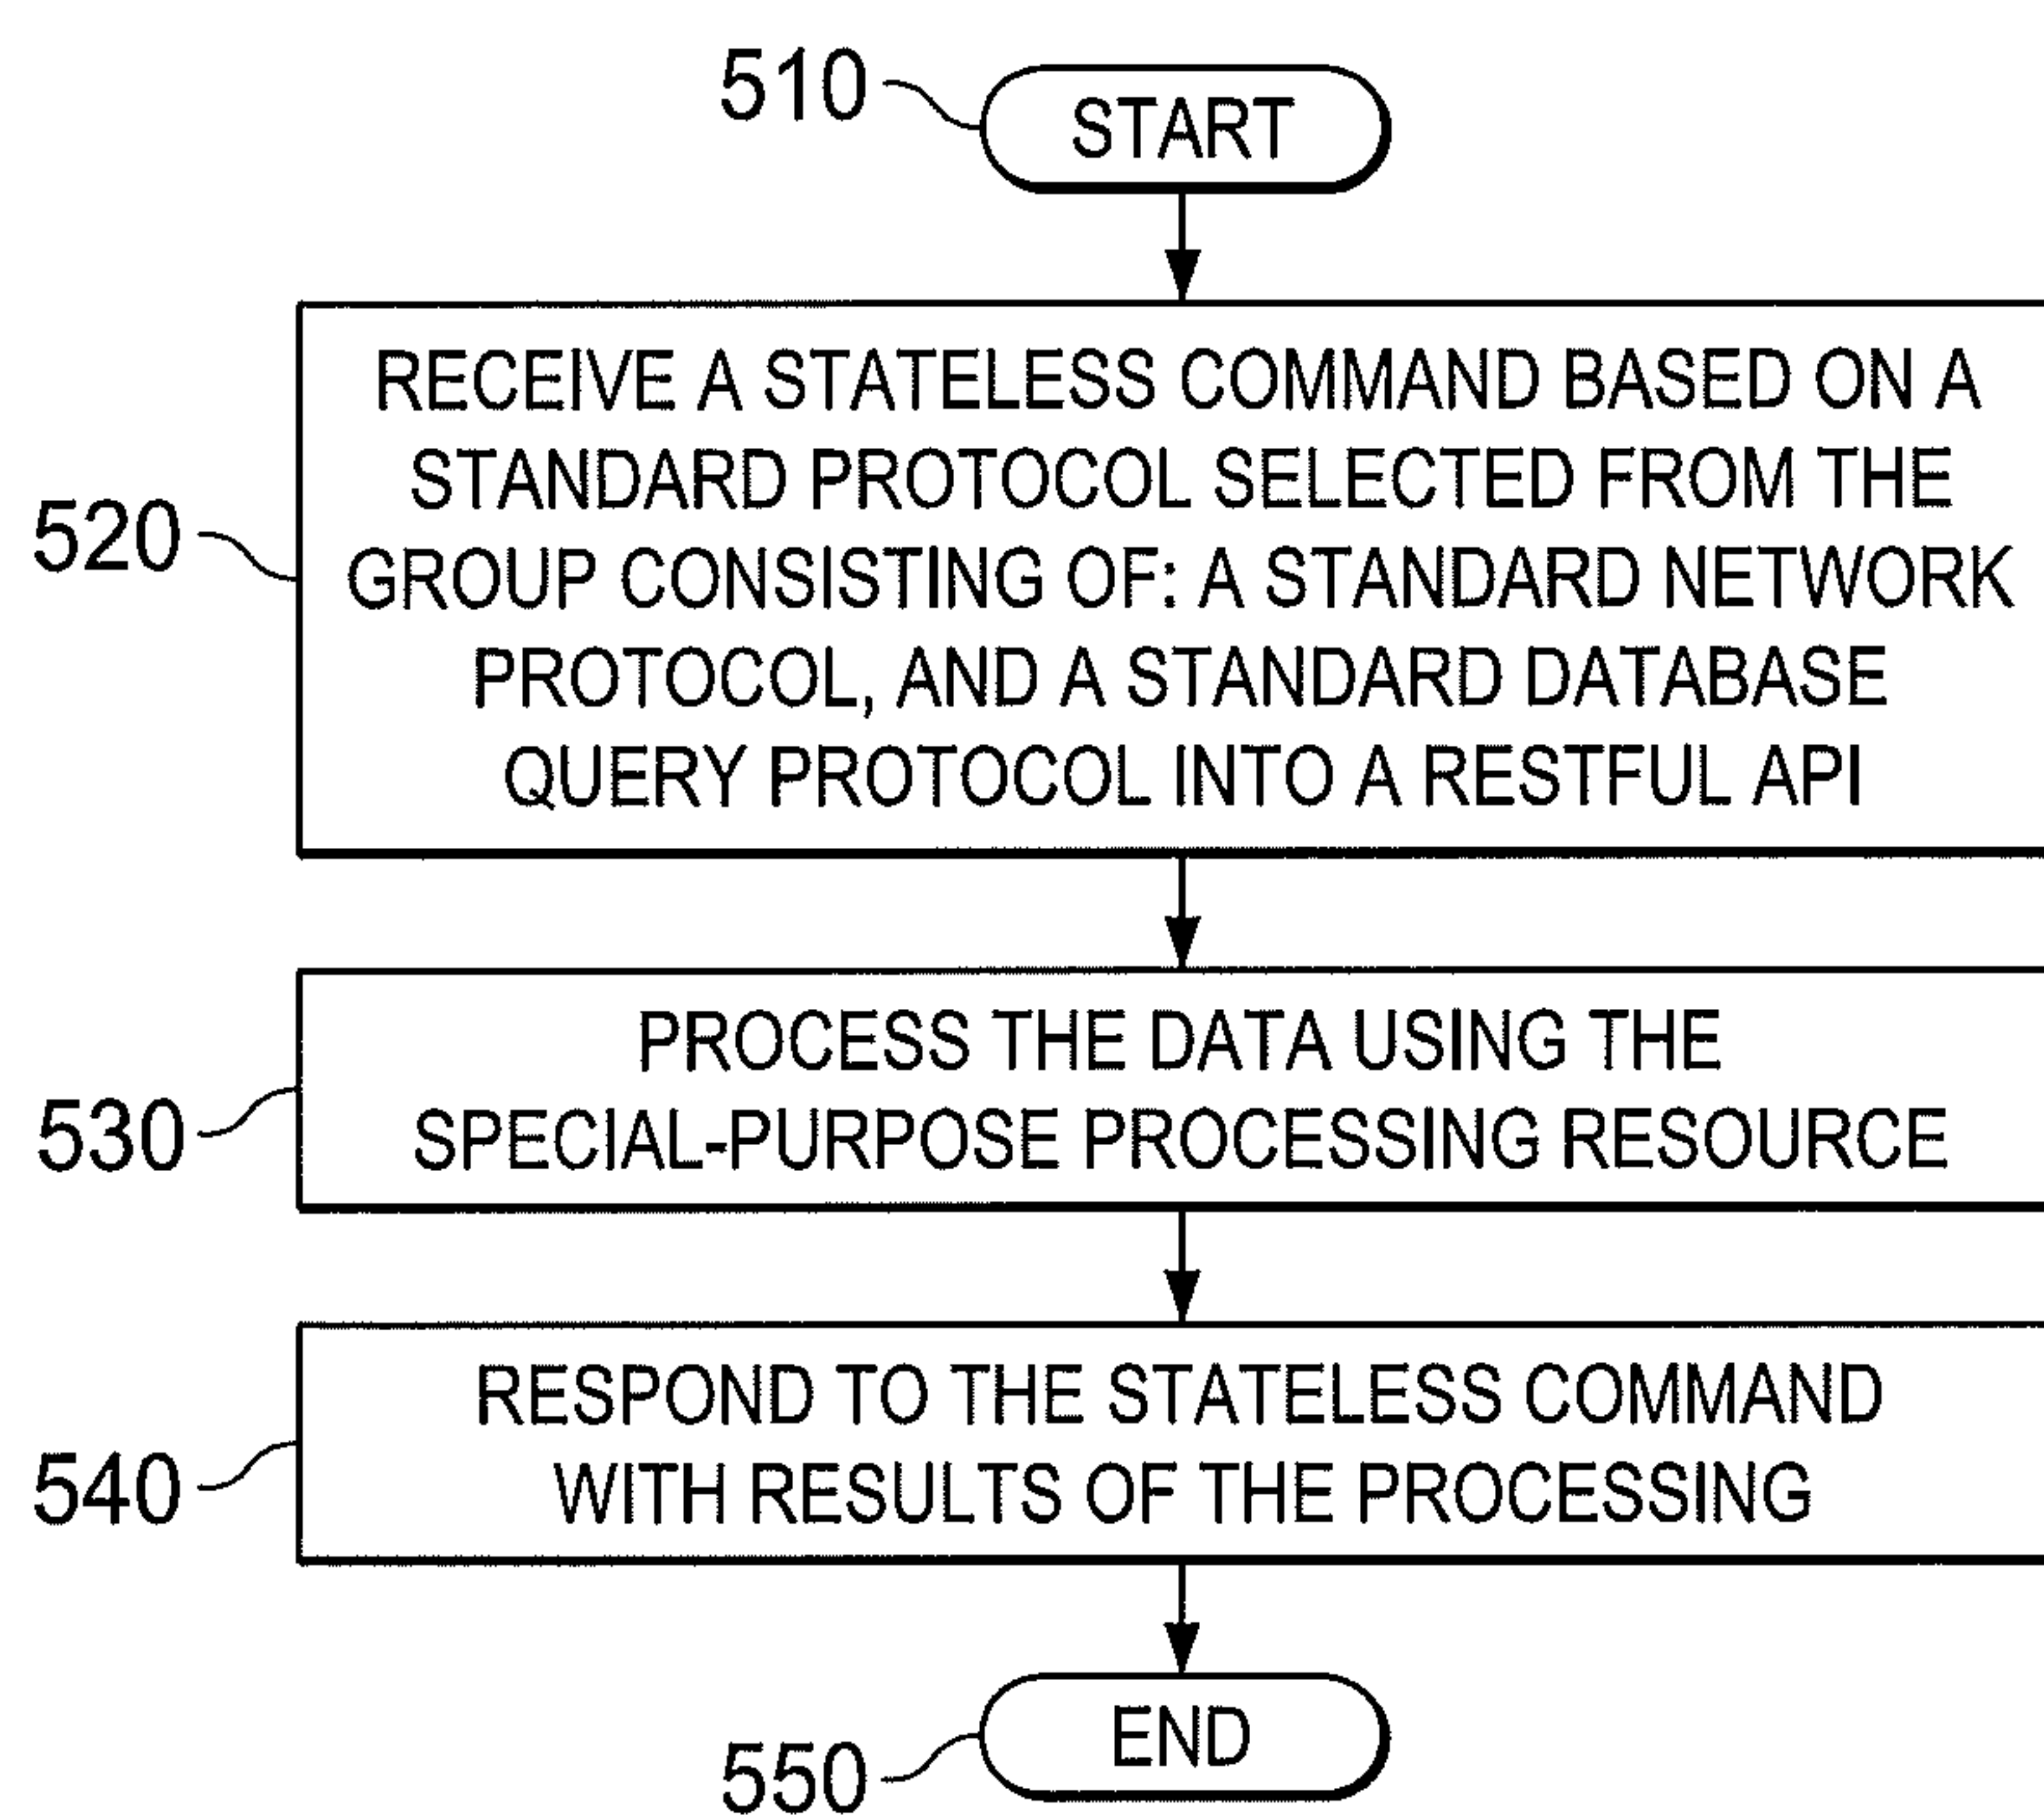 510
START
520
RECEIVE A STATELESS COMMAND BASED ON A
STANDARD PROTOCOL SELECTED FROM THE
GROUP CONSISTING OF: A STANDARD NETWORK
PROTOCOL, AND A STANDARD DATABASE
QUERY PROTOCOL INTO A RESTFUL API
530
PROCESS THE DATA USING THE
SPECIAL-PURPOSE PROCESSING RESOURCE
540
RESPOND TO THE STATELESS COMMAND
WITH RESULTS OF THE PROCESSING
550
END